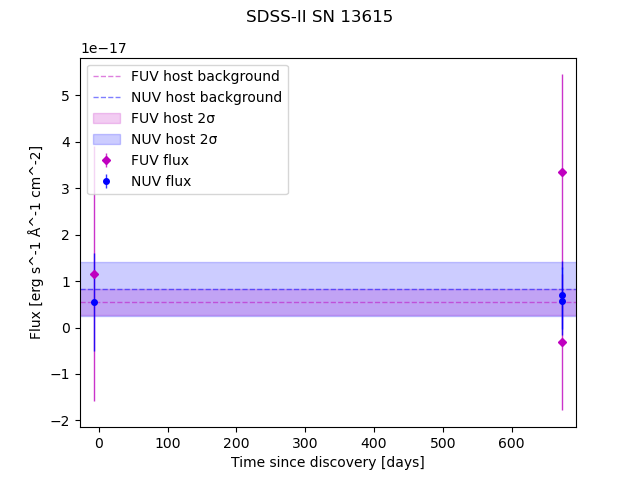 SDSS-II SN 13615
1e−17
FUV host background
NUV host background
FUV host 2σ
NUV host 2σ
FUV flux
NUV flux
5
4
3
2
1
0
−1
−2
Flux [erg s^-1 Å^-1 cm^-2]
0 100 200 300 400 500 600
Time since discovery [days]